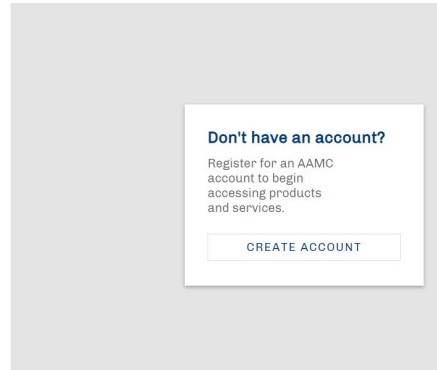 Don't have an account?
Register for an AAMC
account to begin
accessing products
and services.
CREATE ACCOUNT